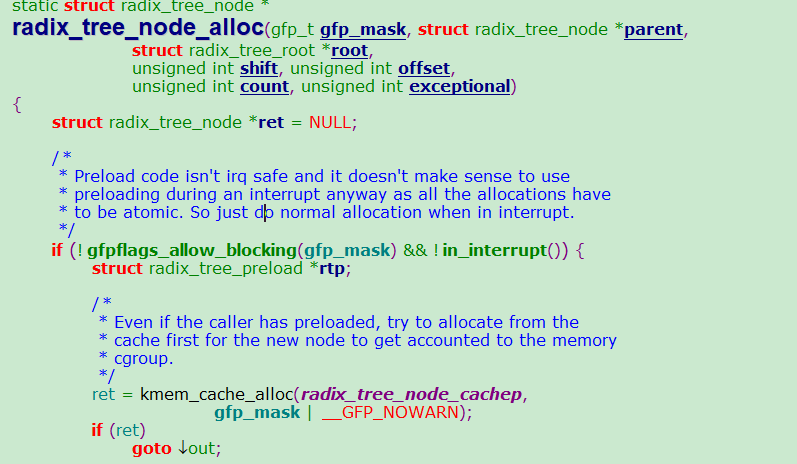 static struct radix_tree_node *
radix_tree_node_alloc(gfp_t gfp_mask, struct radix_tree_node *parent,
struct radix_tree_root *root,
unsigned int shift, unsigned int offset,
unsigned int count, unsigned int exceptional)
{
struct radix_tree_node *ret = NULL;
/*
* Preload code isn't irq safe and it doesn't make sense to use
* preloading during an interrupt anyway as all the allocations have
* to be atomic. So just do normal allocation when in interrupt.
*/
if (!gfpflags_allow_blocking(gfp_mask) && !in_interrupt()) {
struct radix_tree_preload *rtp;
/*
* Even if the caller has preloaded, try to allocate from the
* cache first for the new node to get accounted to the memory
* cgroup.
*/
ret = kmem_cache_alloc(radix_tree_node_cachep,
gfp_mask | __GFP_NOWARN);
if (ret)
goto ↓out;